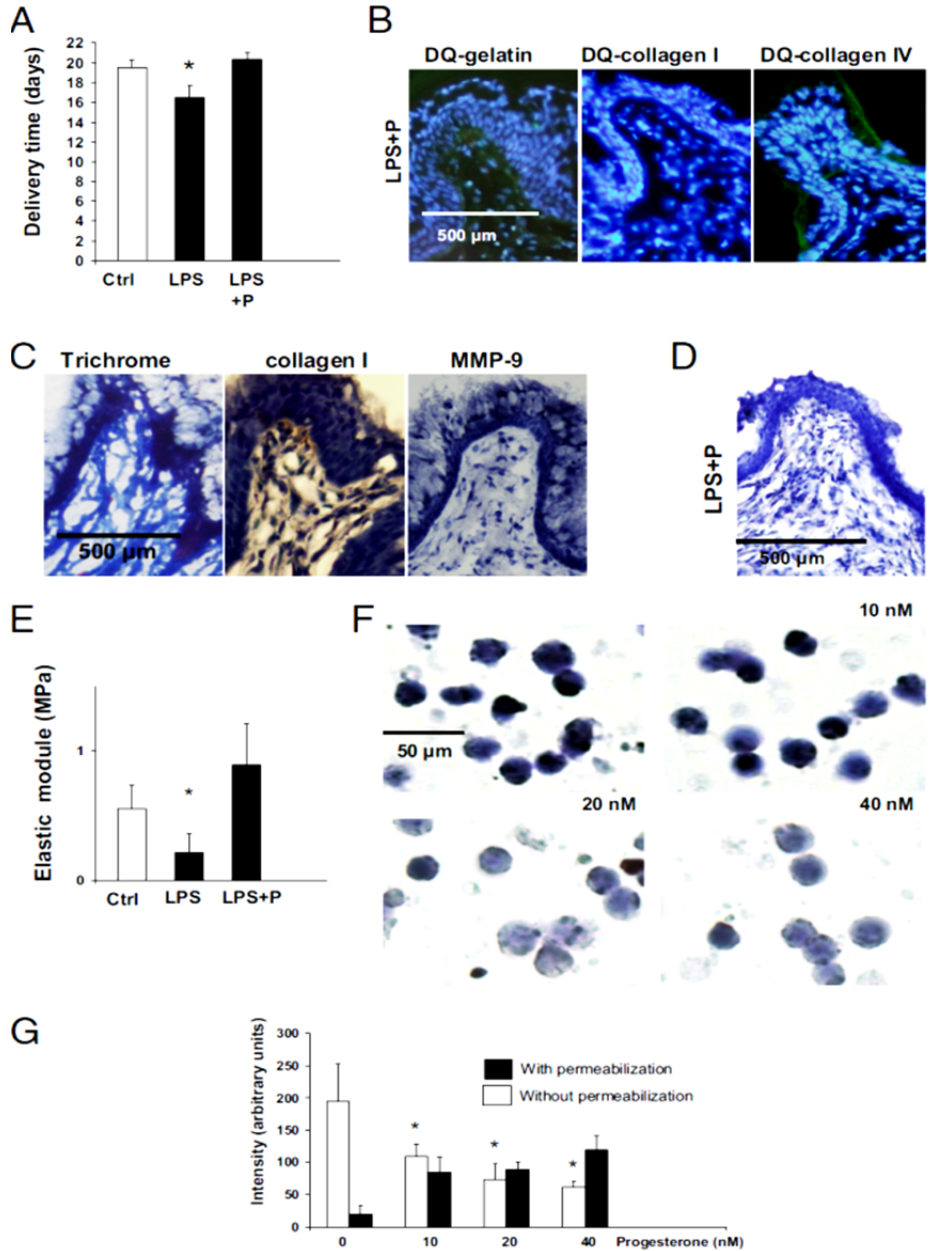 A
Delivery time (days)
22
20
18
16
14
12
10
8
6
4
2
0
*
Ctrl
LPS
LPS
+P
B
DQ-gelatin
DQ-collagen I
DQ-collagen IV
LPS+P
500 µm
C
Trichrome
collagen I
MMP-9
500 µm
D
LPS+P
500 µm
E
Elastic module (MPa)
1
0
*
Ctrl
LPS
LPS+P
F
10 nM
50 µm
20 nM
40 nM
G
Intensity (arbitrary units)
300
250
200
150
100
50
0
*
*
*
With permeabilization
Without permeabilization
0
10
20
40
Progesterone (nM)